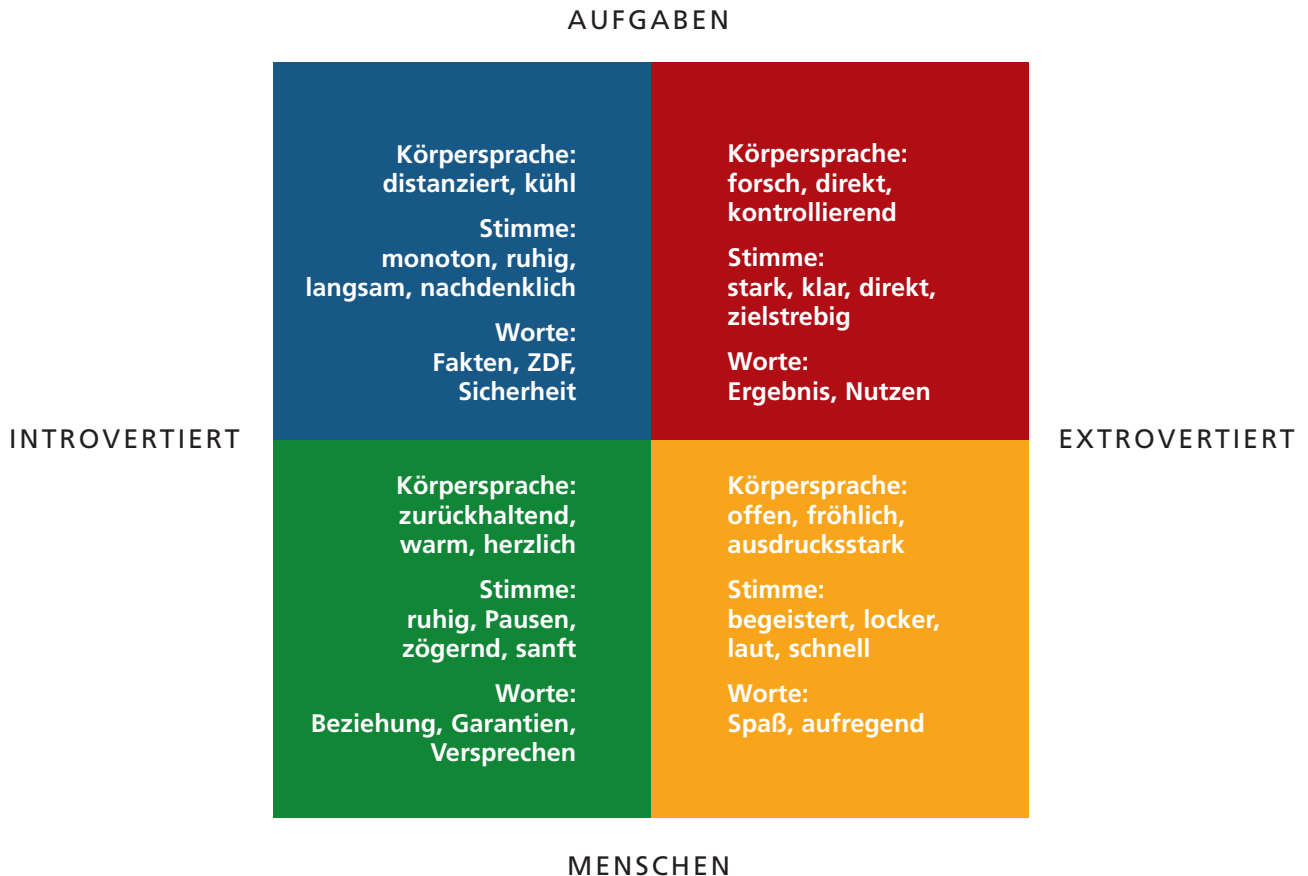 AUFGABEN
Körpersprache:
distanziert, kühl
Stimme:
monoton, ruhig,
langsam, nachdenklich
Worte:
Fakten, ZDF,
Sicherheit
Körpersprache:
forsch, direkt,
kontrollierend
Stimme:
stark, klar, direkt,
zielstrebig
Worte:
Ergebnis, Nutzen
INTROVERTIERT
EXTROVERTIERT
Körpersprache:
zurückhaltend,
warm, herzlich
Stimme:
ruhig, Pausen,
zögernd, sanft
Worte:
Beziehung, Garantien,
Versprechen
Körpersprache:
offen, fröhlich,
ausdrucksstark
Stimme:
begeistert, locker,
laut, schnell
Worte:
Spaß, aufregend
MENSCHEN